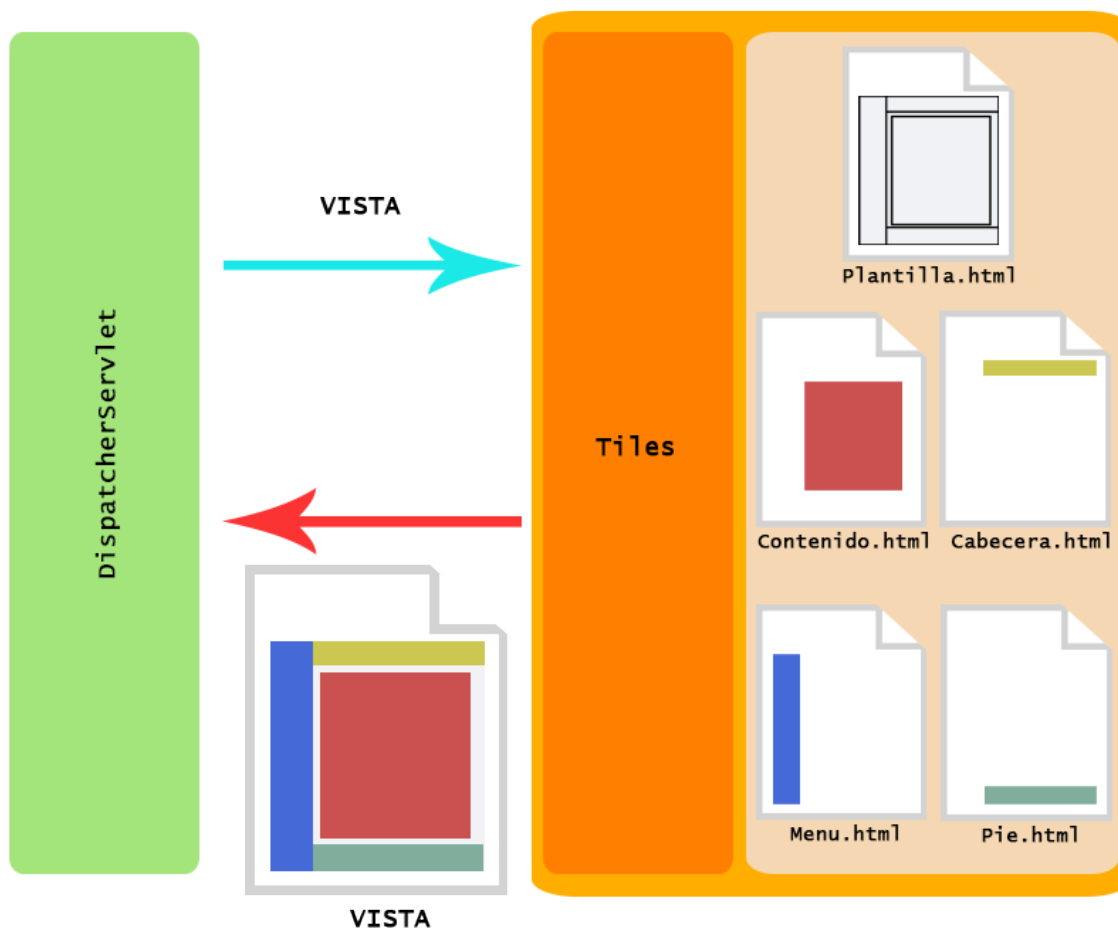 VISTA
DispatcherServlet
Tiles
Plantilla.html
Contenido.html
Cabecera.html
Menu.html
Pie.html
VISTA